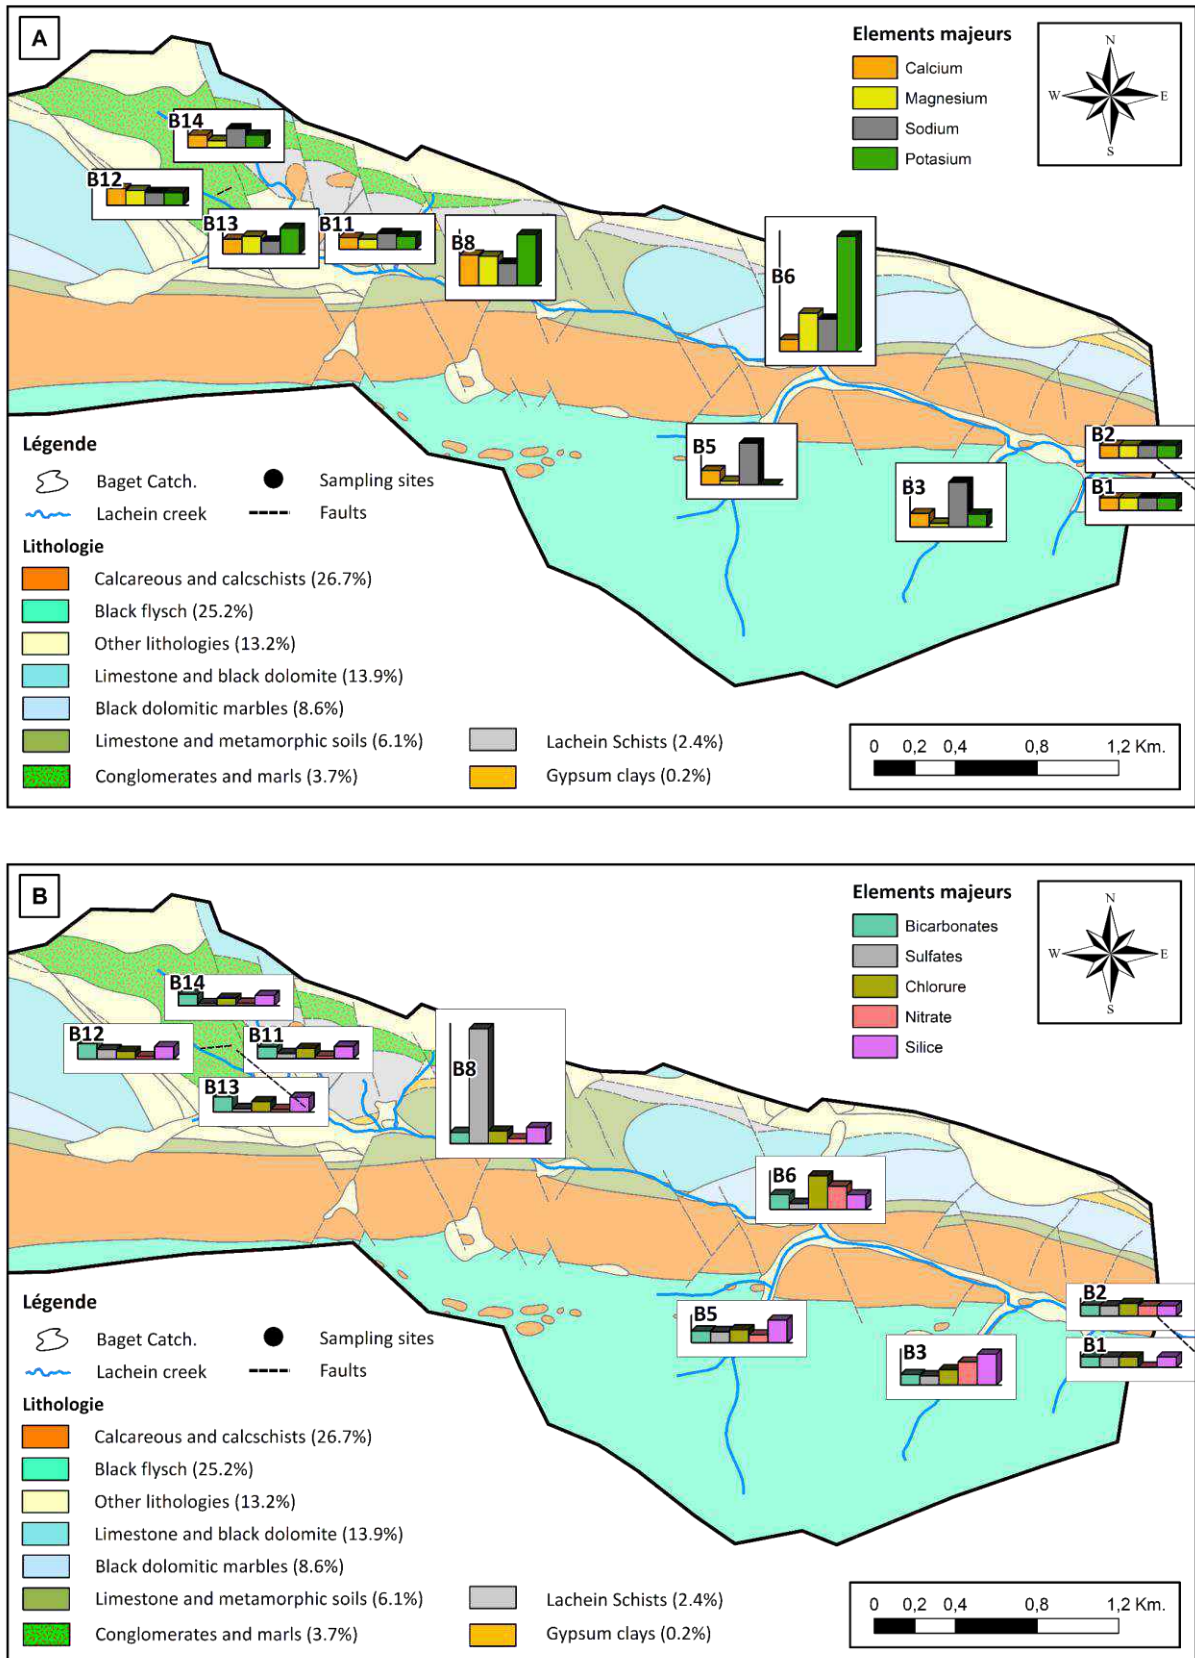 A
Elements majeurs
Calcium
Magnesium
Sodium
Potasium
N
W E
S
B14
B12
B13
B11
B8
B6
B5
B3
B2
B1
Légende
Baget Catch. Sampling sites
Lachein creek Faults
Lithologie
Calcareous and calcschists (26.7%)
Black flysch (25.2%)
Other lithologies (13.2%)
Limestone and black dolomite (13.9%)
Black dolomitic marbles (8.6%)
Limestone and metamorphic soils (6.1%) Lachein Schists (2.4%)
Conglomerates and marls (3.7%) Gypsum clays (0.2%)
0 0,2 0,4 0,8 1,2 Km.
B
Elements majeurs
Bicarbonates
Sulfates
Chlorure
Nitrate
Silice
N
W E
S
B14
B12
B11
B13
B8
B6
B5
B3
B2
B1
Légende
Baget Catch. Sampling sites
Lachein creek Faults
Lithologie
Calcareous and calcschists (26.7%)
Black flysch (25.2%)
Other lithologies (13.2%)
Limestone and black dolomite (13.9%)
Black dolomitic marbles (8.6%)
Limestone and metamorphic soils (6.1%) Lachein Schists (2.4%)
Conglomerates and marls (3.7%) Gypsum clays (0.2%)
0 0,2 0,4 0,8 1,2 Km.